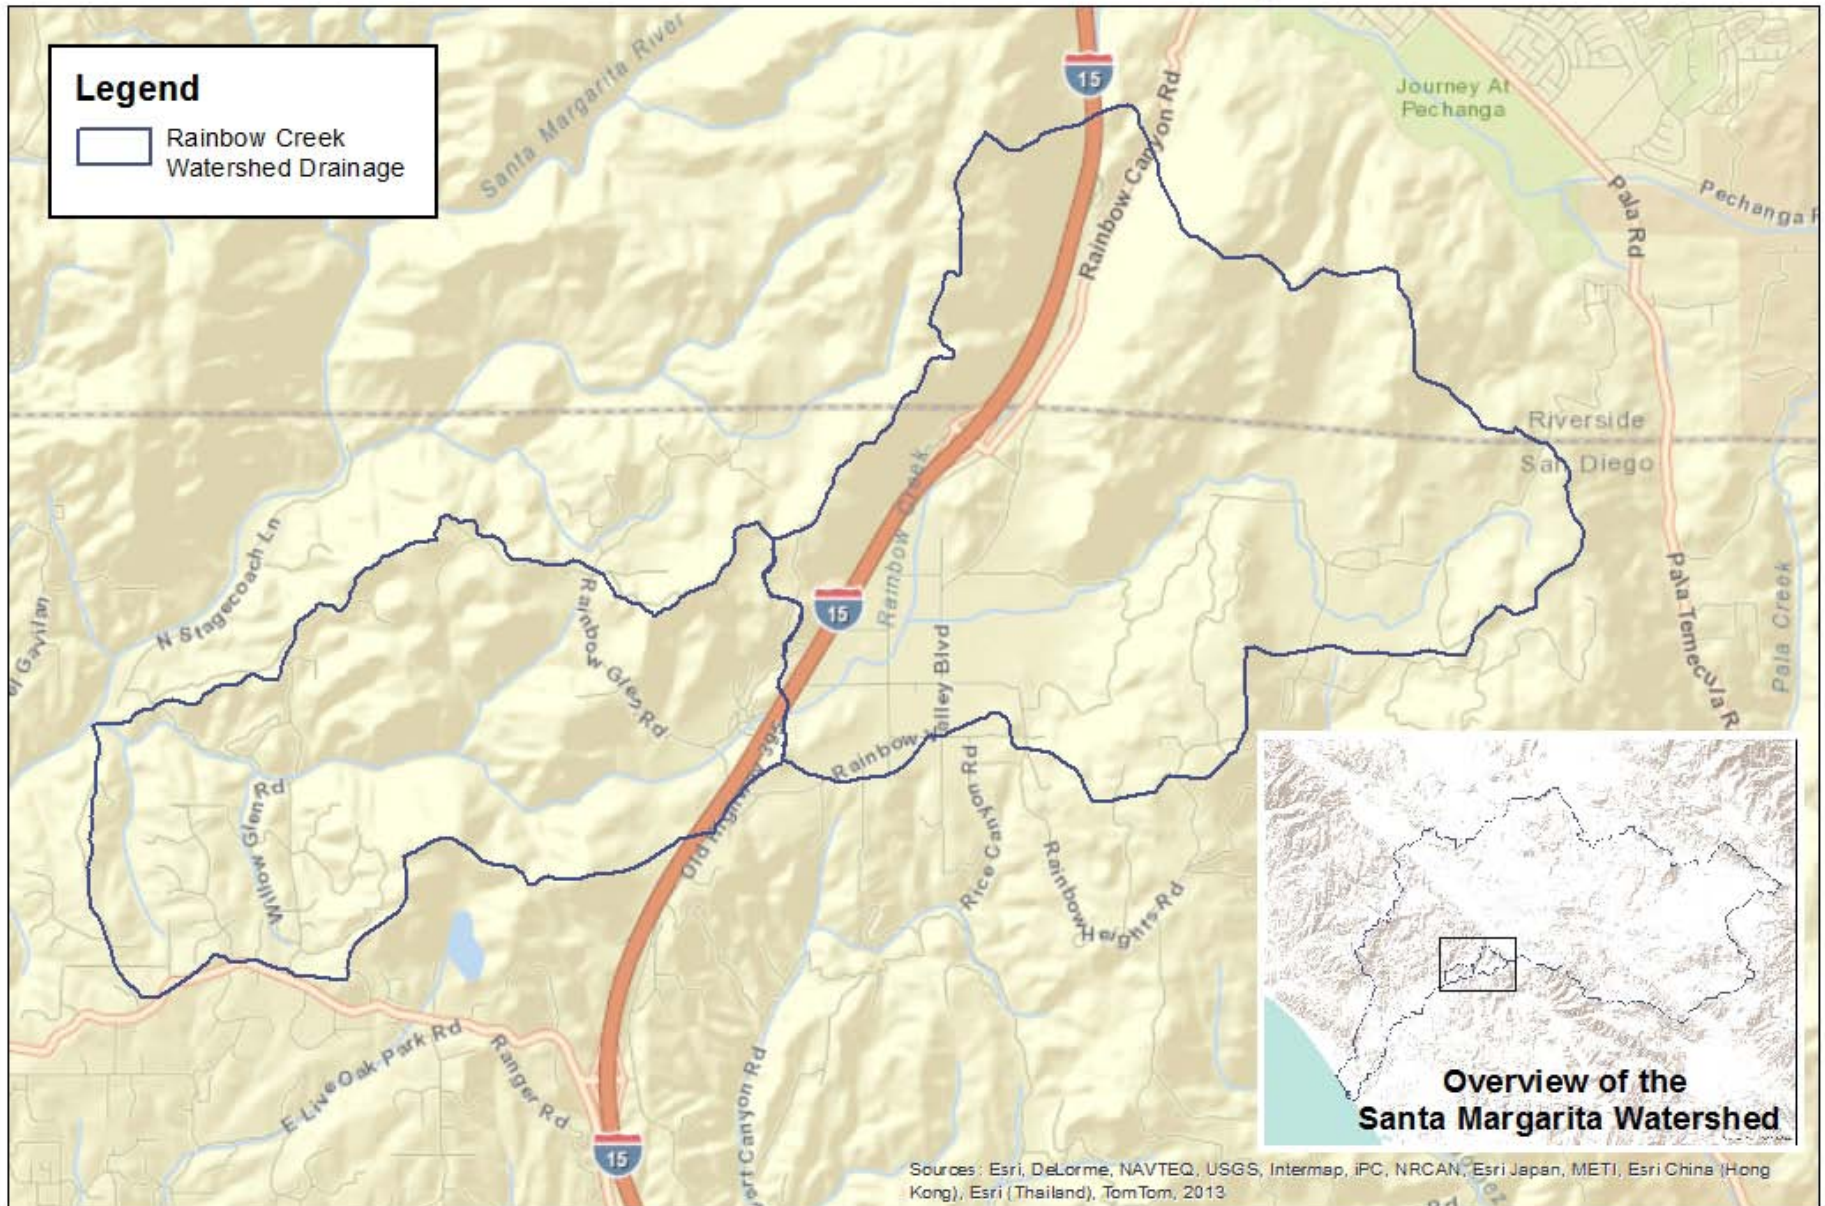 Legend
Rainbow Creek
Watershed Drainage
Santa Margarita River
15
Rainbow Canyon Rd
Journey At
Pechanga
Pala Rd
Pechanga
Riverside
San Diego
Rainbow Creek
N Stagecoach Ln
Gavilan
Rainbow Glen Rd
15
Rainbow Valley Blvd
Pala Temecula R
Pala Creek
Old Highway 395
Willow Glen Rd
Rice Canyon Rd
Rainbow Heights Rd
E Live Oak Park Rd
Ranger Rd
Canyon Rd
15
Overview of the
Santa Margarita Watershed
Sources: Esri, DeLorme, NAVTEQ, USGS, Intermap, iPC, NRCAN, Esri Japan, METI, Esri China (Hong
Kong), Esri (Thailand), TomTom, 2013